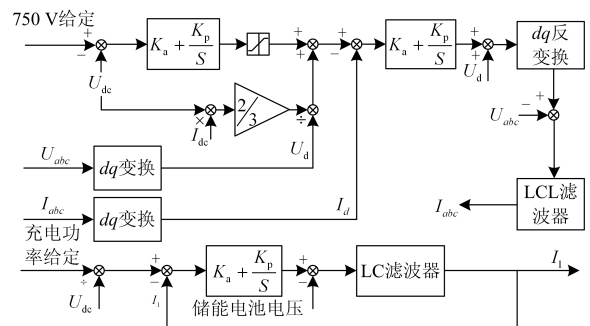 750 V给定
+
−
K_a + K_p/S
+
+
+
−
K_a + K_p/S
+
+
U_d
dq反
变换
U_dc
×
I_dc
2/3
÷
U_d
+
−
U_abc
U_abc
dq变换
I_abc
dq变换
I_d
I_abc
LCL滤
波器
充电功
率给定
÷
U_dc
+
−
I_1
K_a + K_p/S
+
−
储能电池电压
LC滤波器
I_1